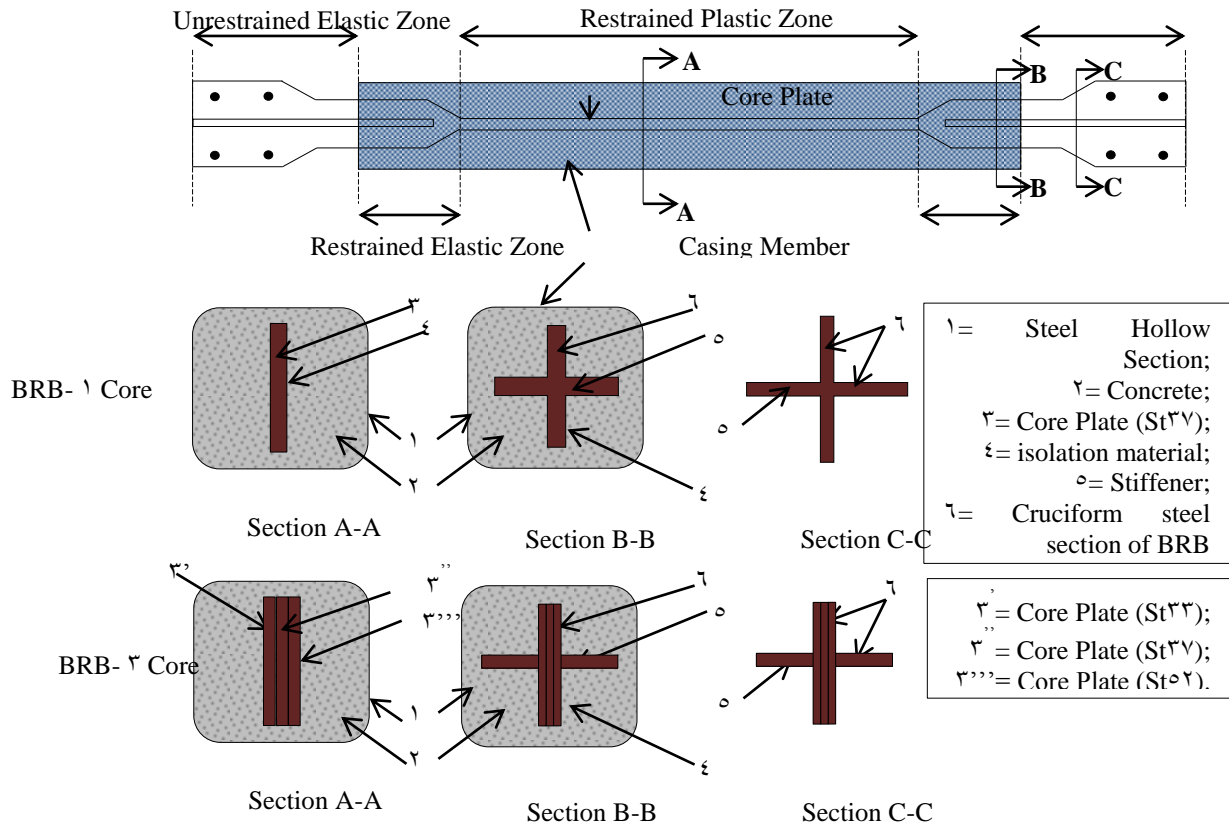 Unrestrained Elastic Zone
Restrained Plastic Zone
A
B
C
Core Plate
B
C
A
Restrained Elastic Zone
Casing Member
BRB- ١ Core
٣
٤
١
٢
Section A-A
٦
٥
١
٢
٤
Section B-B
٦
٥
Section C-C
١= Steel Hollow
Section;
٢= Concrete;
٣= Core Plate (St٣٧);
٤= isolation material;
٥= Stiffener;
٦= Cruciform steel
section of BRB
BRB- ٣ Core
٣'
٣''
٣'''
١
٢
Section A-A
٦
٥
١
٢
٤
Section B-B
٦
٥
Section C-C
٣'= Core Plate (St٣٣);
٣''= Core Plate (St٣٧);
٣'''= Core Plate (St٥٢).